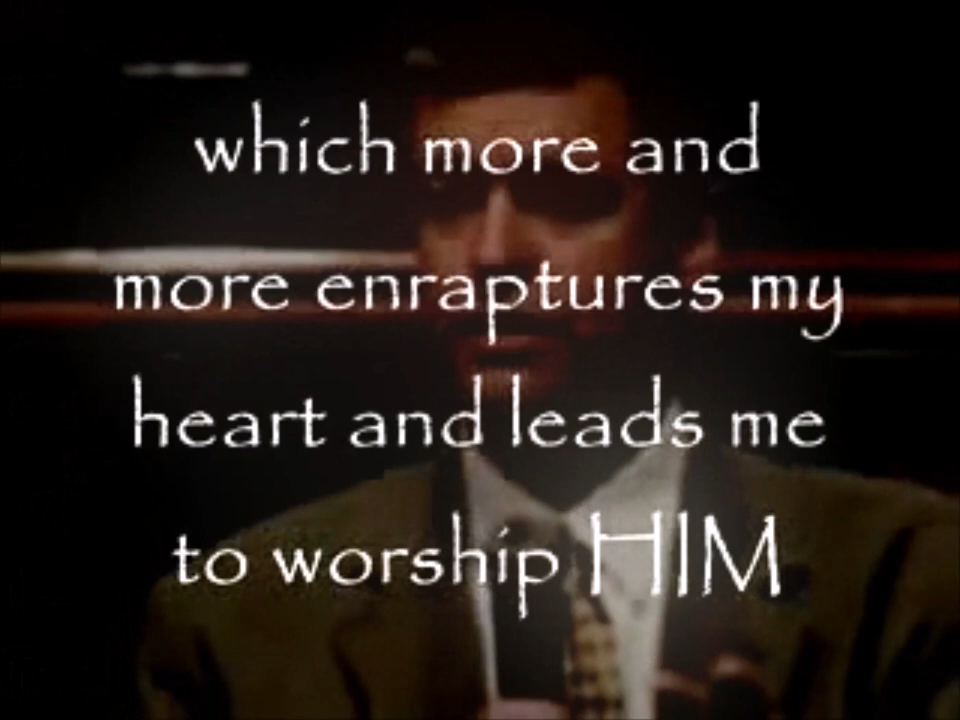 which more and
more enraptures my
heart and leads me
to worship HIM